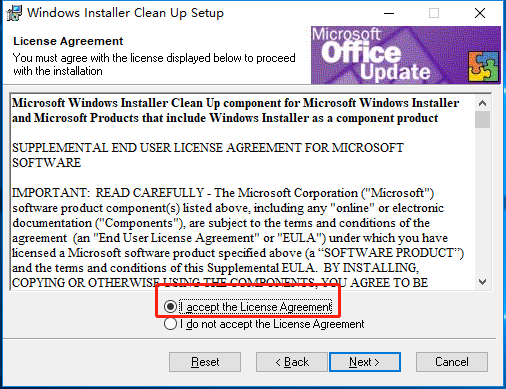 Windows Installer Clean Up Setup
License Agreement
You must agree with the license displayed below to proceed
with the installation
Microsoft
Office
Update
Microsoft Windows Installer Clean Up component for Microsoft Windows Installer
and Microsoft Products that include Windows Installer as a component product
SUPPLEMENTAL END USER LICENSE AGREEMENT FOR MICROSOFT
SOFTWARE
IMPORTANT: READ CAREFULLY - The Microsoft Corporation ("Microsoft")
software product component(s) listed above, including any "online" or electronic
documentation ("Components"), are subject to the terms and conditions of the
agreement (an "End User License Agreement" or "EULA") under which you have
licensed a Microsoft software product specified above (a “SOFTWARE PRODUCT”)
and the terms and conditions of this Supplemental EULA. BY INSTALLING,
COPYING OR OTHERWISE USING THE COMPONENTS, YOU AGREE TO BE
I accept the License Agreement
I do not accept the License Agreement
Reset
< Back
Next >
Cancel